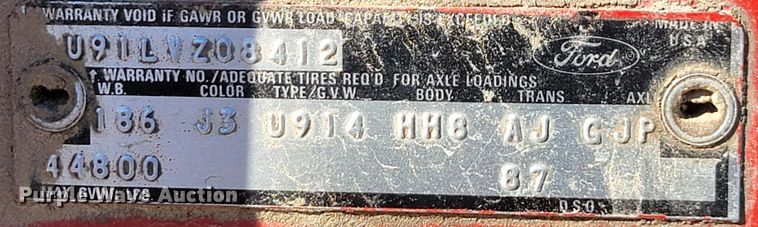 WARRANTY VOID IF GAWR OR GVWR LOAD CAPACITY IS EXCEEDED
U91LVZ08412
Ford
MADE IN
U.S.A.
↑ WARRANTY NO./ADEQUATE TIRES REQ'D FOR AXLE LOADINGS
W.B. COLOR TYPE/G.V.W. BODY TRANS AXLE
186 J3 U914 HH8 AJ GJP
44800 87
MAX. GVW LBS D S O
Purple Wave Auction